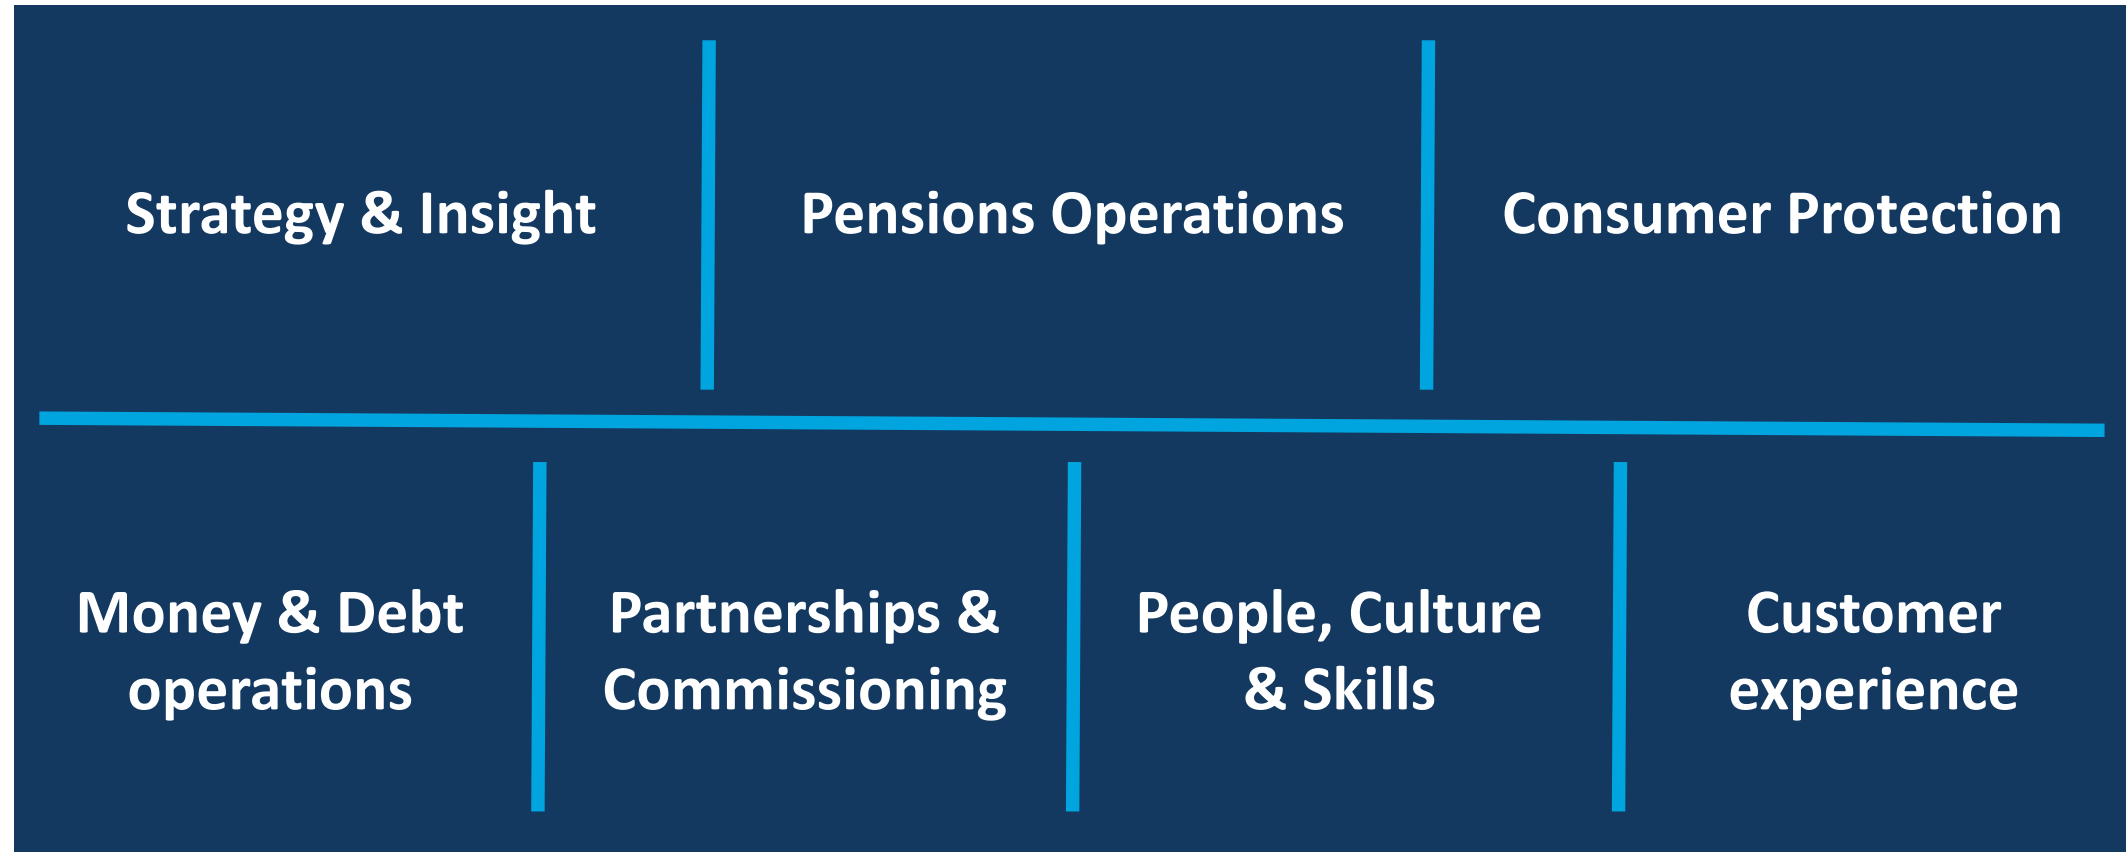 Strategy & Insight
Pensions Operations
Consumer Protection
Money & Debt
operations
Partnerships &
Commissioning
People, Culture
& Skills
Customer
experience